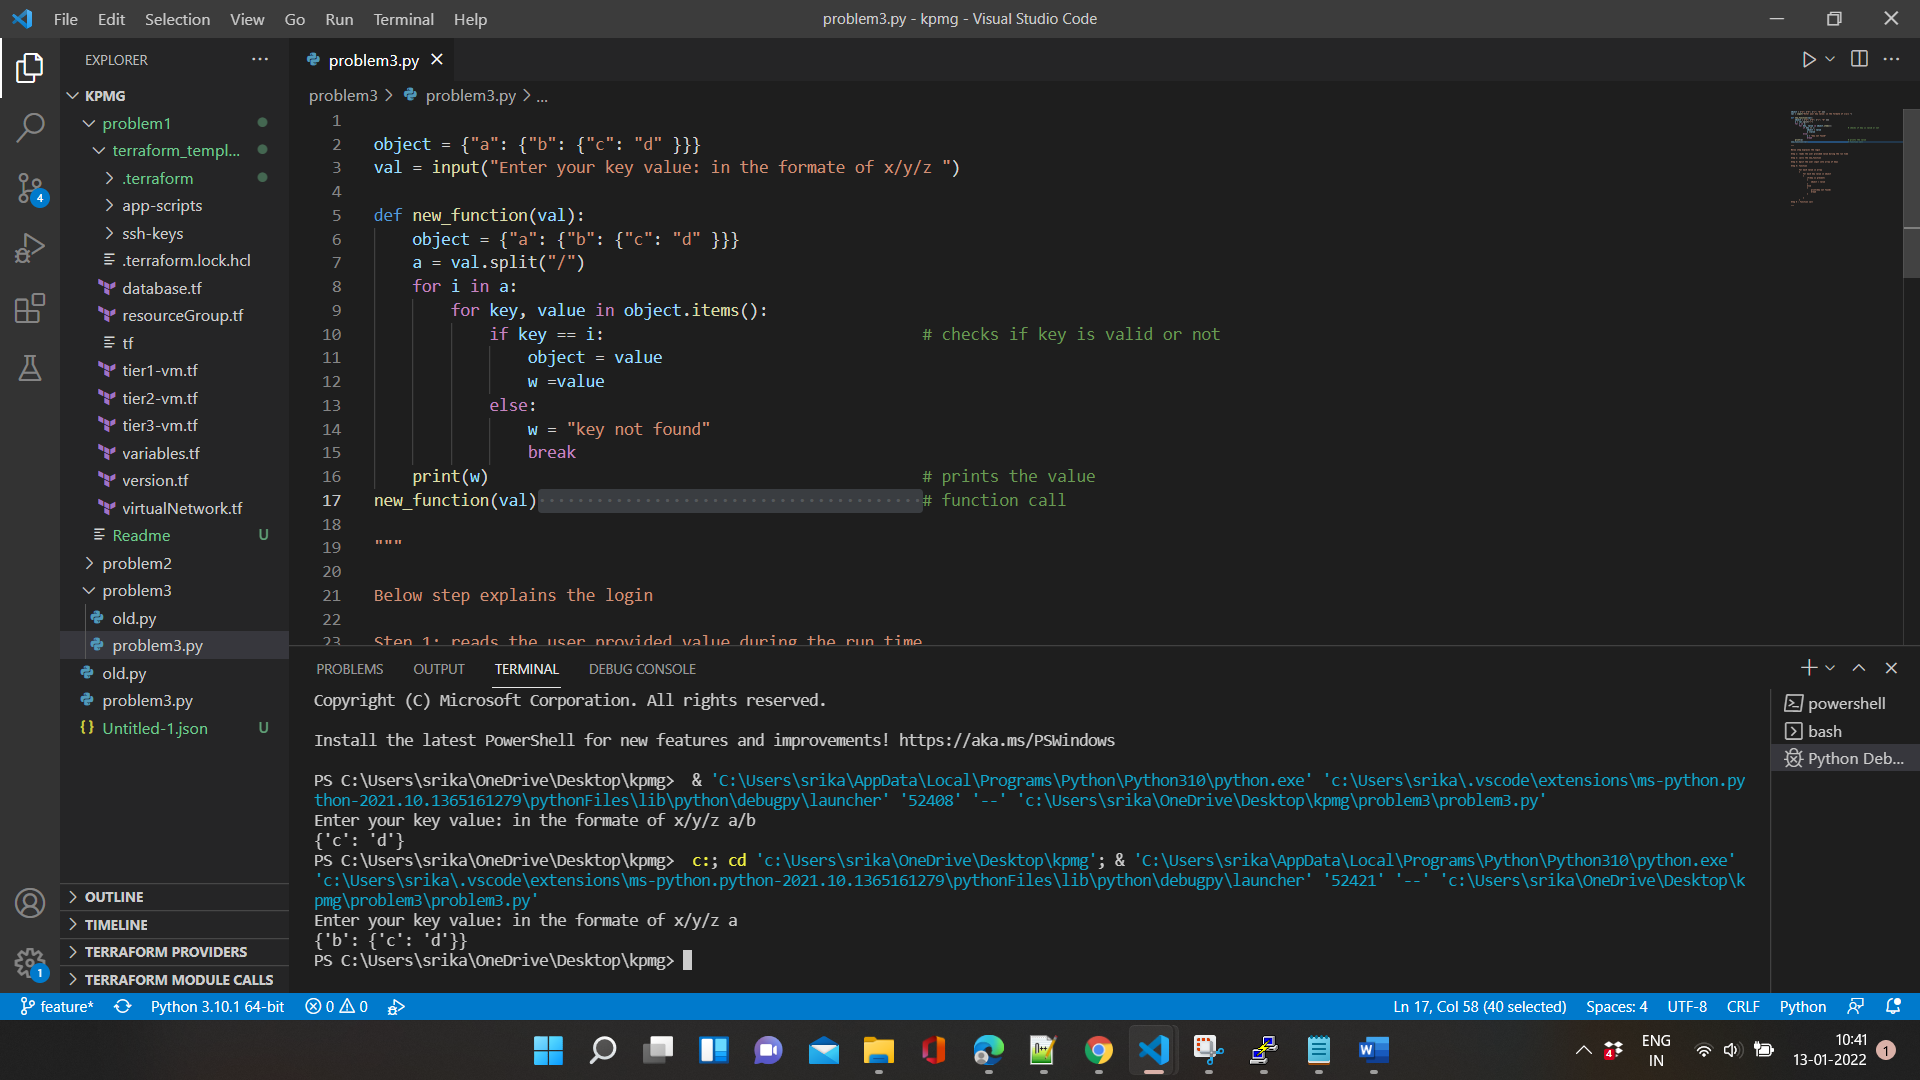 File Edit Selection View Go Run Terminal Help
problem3.py - kpmg - Visual Studio Code
EXPLORER
KPMG
problem1
terraform_templ...
.terraform
app-scripts
ssh-keys
.terraform.lock.hcl
database.tf
resourceGroup.tf
tf
tier1-vm.tf
tier2-vm.tf
tier3-vm.tf
variables.tf
version.tf
virtualNetwork.tf
Readme U
problem2
problem3
old.py
problem3.py
old.py
problem3.py
Untitled-1.json U
OUTLINE
TIMELINE
TERRAFORM PROVIDERS
TERRAFORM MODULE CALLS
4
1
problem3.py
problem3 > problem3.py > ...
1
2 object = {"a": {"b": {"c": "d" }}}
3 val = input("Enter your key value: in the formate of x/y/z ")
4
5 def new_function(val):
6 object = {"a": {"b": {"c": "d" }}}
7 a = val.split("/")
8 for i in a:
9 for key, value in object.items():
10 if key == i: # checks if key is valid or not
11 object = value
12 w =value
13 else:
14 w = "key not found"
15 break
16 print(w) # prints the value
17 new_function(val) # function call
18
19 """
20
21 Below step explains the login
22
23 Step 1: reads the user provided value during the run time
PROBLEMS OUTPUT TERMINAL DEBUG CONSOLE
Copyright (C) Microsoft Corporation. All rights reserved.
Install the latest PowerShell for new features and improvements! https://aka.ms/PSWindows
PS C:\Users\srika\OneDrive\Desktop\kpmg> & 'C:\Users\srika\AppData\Local\Programs\Python\Python310\python.exe' 'c:\Users\srika\.vscode\extensions\ms-python.py
thon-2021.10.1365161279\pythonFiles\lib\python\debugpy\launcher' '52408' '--' 'c:\Users\srika\OneDrive\Desktop\kpmg\problem3\problem3.py'
Enter your key value: in the formate of x/y/z a/b
{'c': 'd'}
PS C:\Users\srika\OneDrive\Desktop\kpmg> c:; cd 'c:\Users\srika\OneDrive\Desktop\kpmg'; & 'C:\Users\srika\AppData\Local\Programs\Python\Python310\python.exe'
'c:\Users\srika\.vscode\extensions\ms-python.python-2021.10.1365161279\pythonFiles\lib\python\debugpy\launcher' '52421' '--' 'c:\Users\srika\OneDrive\Desktop\k
pmg\problem3\problem3.py'
Enter your key value: in the formate of x/y/z a
{'b': {'c': 'd'}}
PS C:\Users\srika\OneDrive\Desktop\kpmg>
powershell
bash
Python Deb...
feature* Python 3.10.1 64-bit 0 0 Ln 17, Col 58 (40 selected) Spaces: 4 UTF-8 CRLF Python
4
ENG
IN
10:41
13-01-2022
1